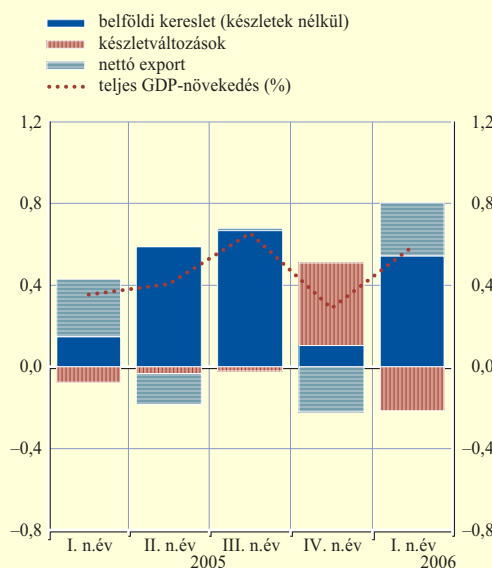 belföldi kereslet (készletek nélkül)
készletváltozások
nettó export
teljes GDP-növekedés (%)
1,2 1,2
0,8 0,8
0,4 0,4
0,0 0,0
–0,4 –0,4
–0,8 –0,8
I. n.év II. n.év III. n.év IV. n.év I. n.év
2005 2006